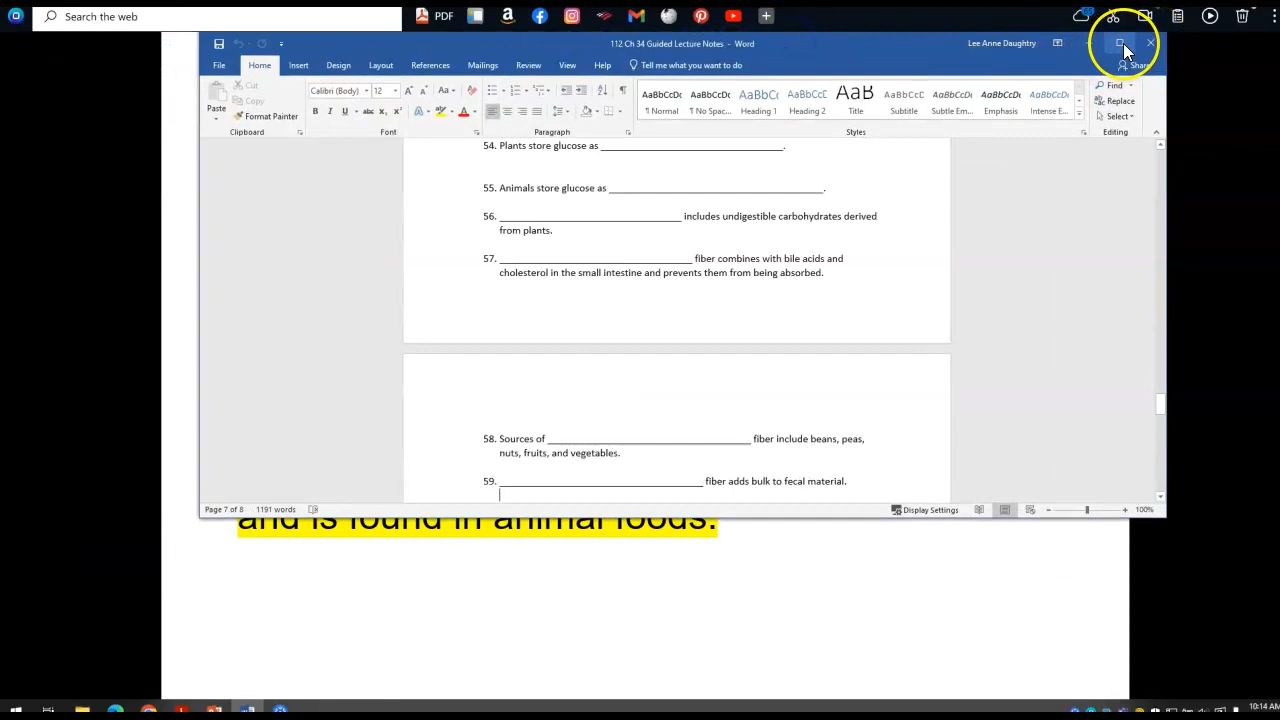 Search the web
PDF
112 Ch 34 Guided Lecture Notes - Word
Lee Anne Daughtry
File Home Insert Design Layout References Mailings Review View Help Tell me what you want to do Share
Paste
Cut
Copy
Format Painter
Clipboard
Calibri (Body) 12
Font
Paragraph
AaBbCcDc AaBbCcDc AaBbCc AaBbCcC AaB AaBbCcC AaBbCcDc AaBbCcDc AaBbCcDc
¶ Normal ¶ No Spac... Heading 1 Heading 2 Title Subtitle Subtle Em... Emphasis Intense E...
Styles
Find
Replace
Select
Editing
54. Plants store glucose as ________________________________.
55. Animals store glucose as ______________________________________.
56. ________________________________ includes undigestible carbohydrates derived
from plants.
57. __________________________________ fiber combines with bile acids and
cholesterol in the small intestine and prevents them from being absorbed.
58. Sources of ____________________________________ fiber include beans, peas,
nuts, fruits, and vegetables.
59. ____________________________________ fiber adds bulk to fecal material.
Page 7 of 8 1191 words Display Settings 100%
and is found in animal foods.
10:14 AM